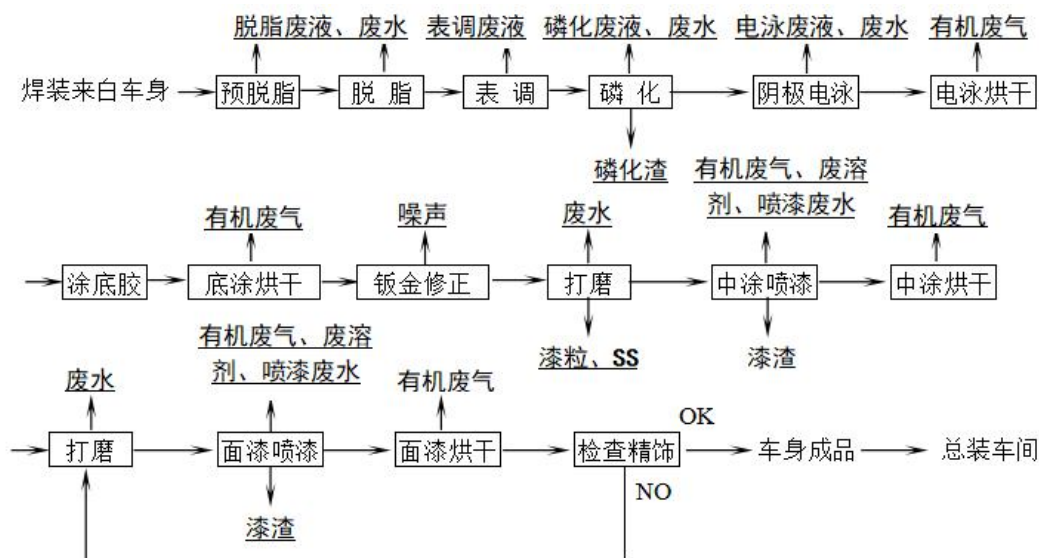 脱脂废液、废水 表调废液 磷化废液、废水 电泳废液、废水 有机废气
焊装来白车身 预脱脂 脱 脂 表 调 磷 化 阴极电泳 电泳烘干
磷化渣
有机废气、废溶
剂、喷漆废水
有机废气 噪声 废水 有机废气
涂底胶 底涂烘干 钣金修正 打磨 中涂喷漆 中涂烘干
漆粒、SS 漆渣
有机废气、废溶
剂、喷漆废水
废水 有机废气
打磨 面漆喷漆 面漆烘干 检查精饰 OK 车身成品 总装车间
NO
漆渣